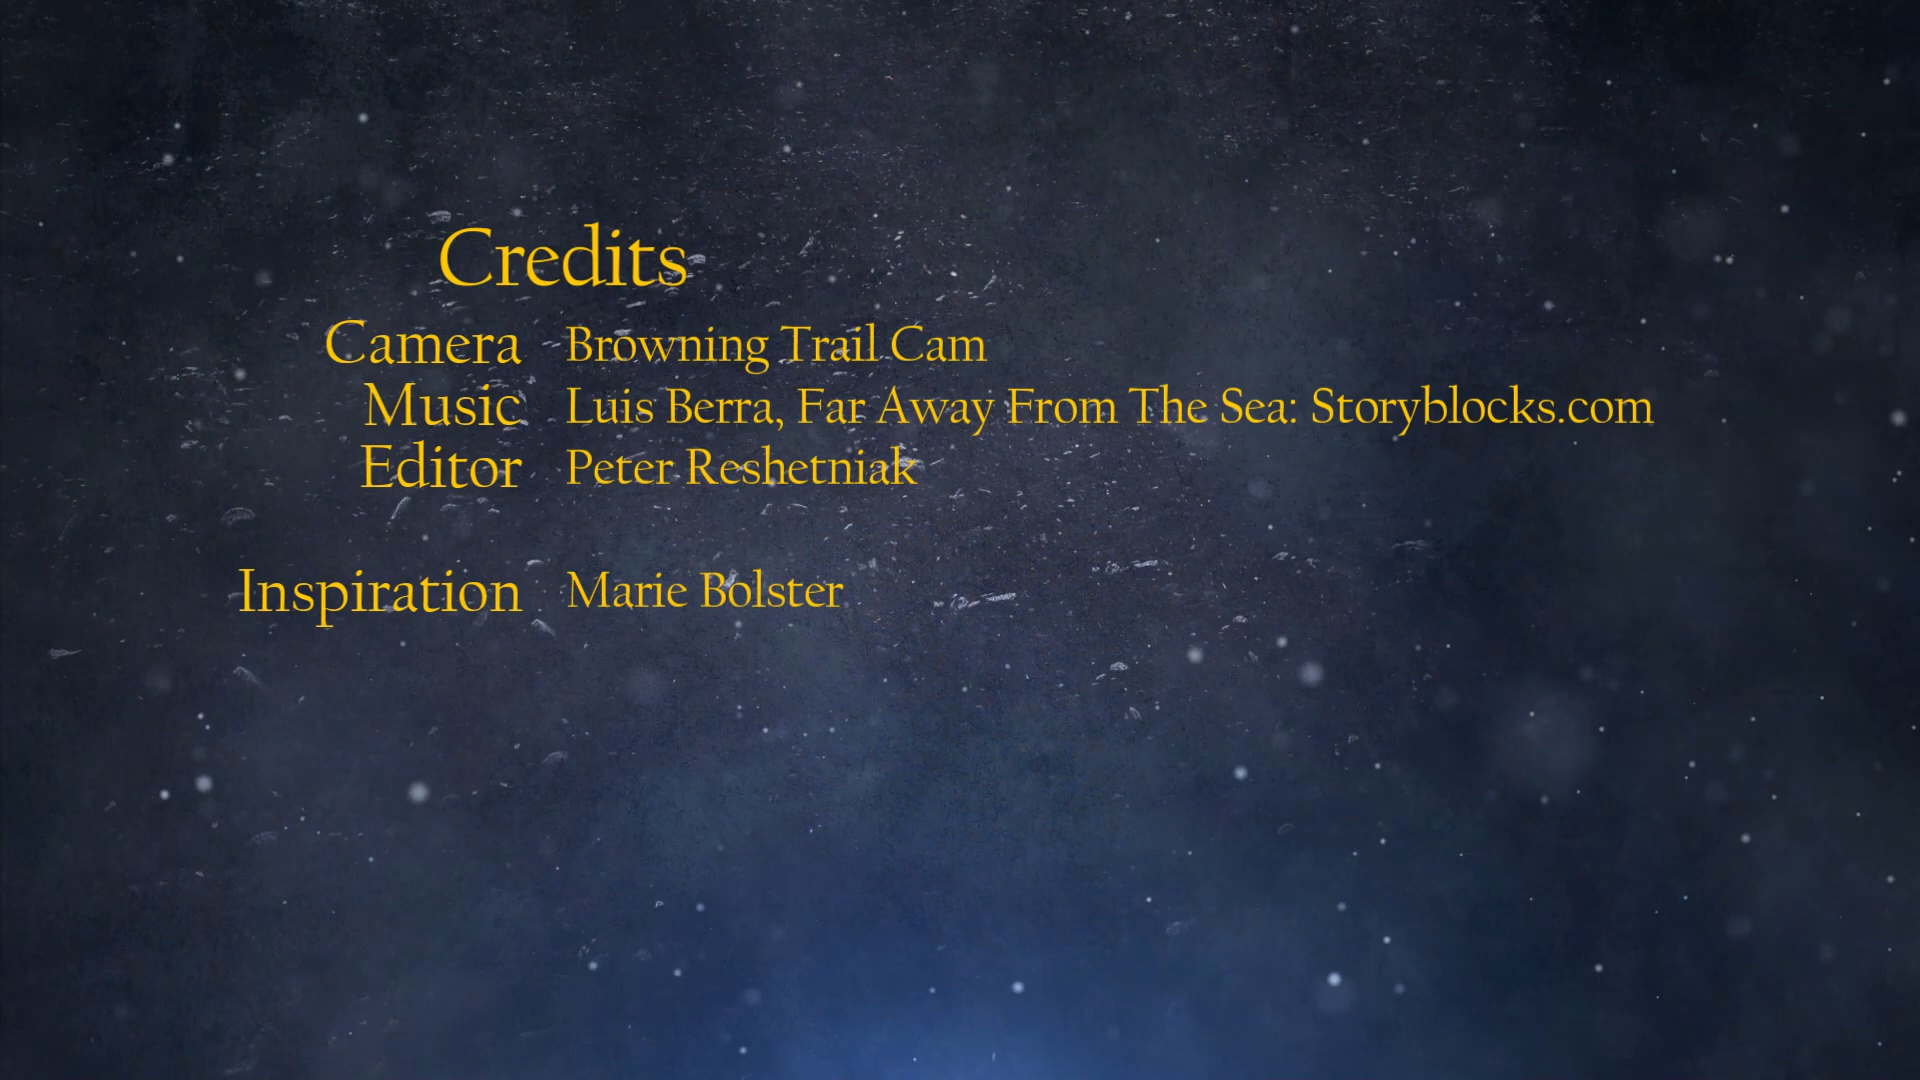 Credits
Camera Browning Trail Cam
Music Luis Berra, Far Away From The Sea: Storyblocks.com
Editor Peter Reshetniak
Inspiration Marie Bolster